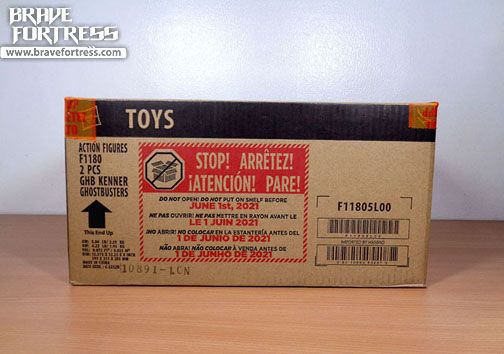 BRAVE
FORTRESS
www.bravefortress.com
TOYS
ACTION FIGURES
F1180
2 PCS
GHB KENNER
GHOSTBUSTERS
This End Up
STOP! ARRÊTEZ!
¡ATENCIÓN! PARE!
DO NOT OPEN! DO NOT PUT ON SHELF BEFORE
JUNE 1st, 2021
NE PAS OUVRIR! NE PAS METTRE EN RAYON AVANT LE
LE 1 JUIN 2021
¡NO ABRIR! NO COLOCAR EN LA ESTANTERÍA ANTES DEL
1 DE JUNIO DE 2021
NÃO ABRA! NÃO COLOCAR À VENDA ANTES DE
1 DE JUNHO DE 2021
F11805L00
IMPORTED BY HASBRO
10891-LCN